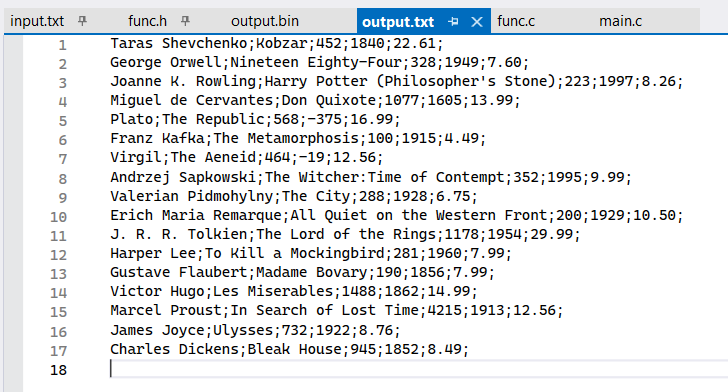 input.txt func.h output.bin output.txt func.c main.c
1 Taras Shevchenko;Kobzar;452;1840;22.61;
2 George Orwell;Nineteen Eighty-Four;328;1949;7.60;
3 Joanne K. Rowling;Harry Potter (Philosopher's Stone);223;1997;8.26;
4 Miguel de Cervantes;Don Quixote;1077;1605;13.99;
5 Plato;The Republic;568;-375;16.99;
6 Franz Kafka;The Metamorphosis;100;1915;4.49;
7 Virgil;The Aeneid;464;-19;12.56;
8 Andrzej Sapkowski;The Witcher:Time of Contempt;352;1995;9.99;
9 Valerian Pidmohylny;The City;288;1928;6.75;
10 Erich Maria Remarque;All Quiet on the Western Front;200;1929;10.50;
11 J. R. R. Tolkien;The Lord of the Rings;1178;1954;29.99;
12 Harper Lee;To Kill a Mockingbird;281;1960;7.99;
13 Gustave Flaubert;Madame Bovary;190;1856;7.99;
14 Victor Hugo;Les Miserables;1488;1862;14.99;
15 Marcel Proust;In Search of Lost Time;4215;1913;12.56;
16 James Joyce;Ulysses;732;1922;8.76;
17 Charles Dickens;Bleak House;945;1852;8.49;
18